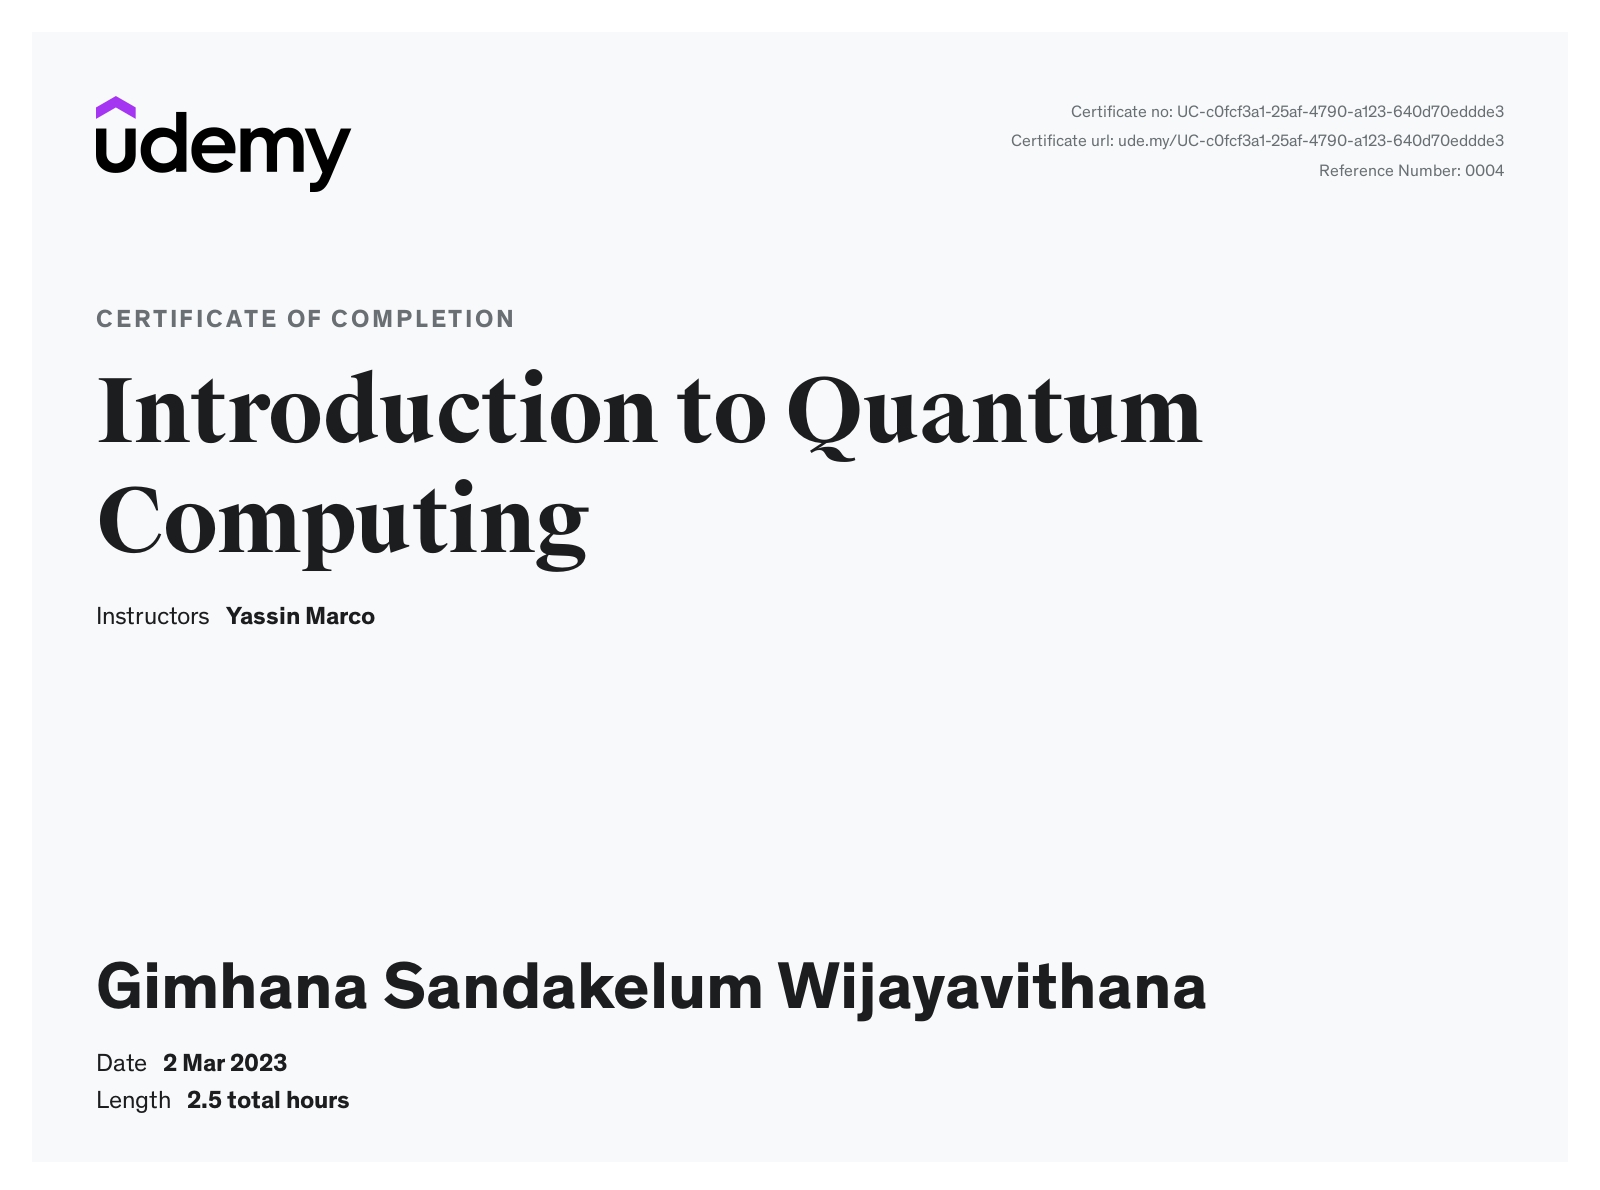 udemy
Certificate no: UC-c0fcf3a1-25af-4790-a123-640d70eddde3
Certificate url: ude.my/UC-c0fcf3a1-25af-4790-a123-640d70eddde3
Reference Number: 0004
CERTIFICATE OF COMPLETION
Introduction to Quantum
Computing
Instructors Yassin Marco
Gimhana Sandakelum Wijayavithana
Date 2 Mar 2023
Length 2.5 total hours